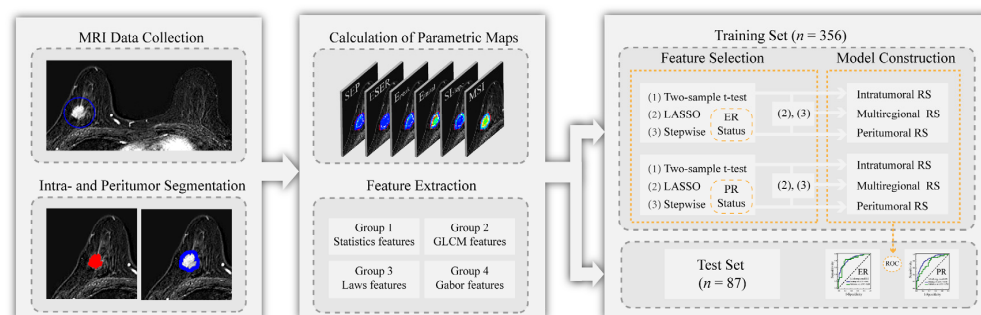 MRI Data Collection
Intra- and Peritumor Segmentation
Calculation of Parametric Maps
SEP
MSI
Feature Extraction
Group 1
Statistics features
Group 2
GLCM features
Group 3
Laws features
Group 4
Gabor features
Training Set (n = 356)
Feature Selection
Model Construction
(1) Two-sample t-test
(2) LASSO
(3) Stepwise
ER
Status
(2), (3)
Intratumoral RS
Multiregional RS
Peritumoral RS
(1) Two-sample t-test
(2) LASSO
(3) Stepwise
PR
Status
(2), (3)
Intratumoral RS
Multiregional RS
Peritumoral RS
Test Set
(n = 87)
ER
ROC
PR